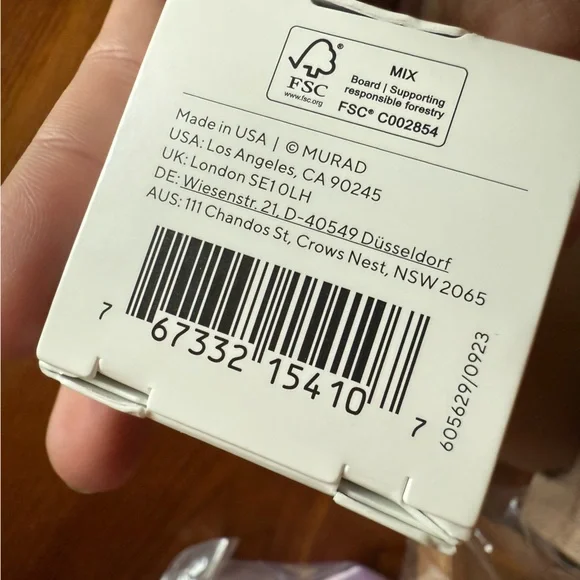 FSC®
www.fsc.org
MIX
Board | Supporting
responsible forestry
FSC® C002854
Made in USA | © MURAD
USA: Los Angeles, CA 90245
UK: London SE1 0LH
DE: Wiesenstr. 21, D-40549 Düsseldorf
AUS: 111 Chandos St, Crows Nest, NSW 2065
7 67332 15410 7
605629/0923